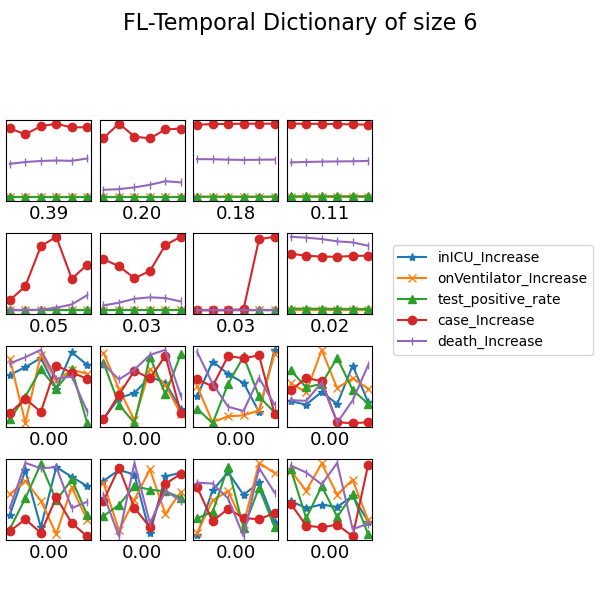 FL-Temporal Dictionary of size 6
0.39 0.20 0.18 0.11
0.05 0.03 0.03 0.02
inICU_Increase
onVentilator_Increase
test_positive_rate
case_Increase
death_Increase
0.00 0.00 0.00 0.00
0.00 0.00 0.00 0.00